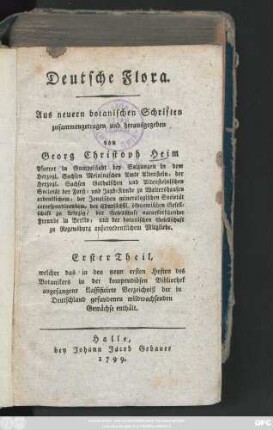 Deutsche Flora.
Aus neuern botanischen Schriften
zusammengetragen und herausgegeben
von
Georg Christoph Heim
Pfarrer in Gumpelstadt bey Salzungen in dem
Herzogl. Sachsen Meiningischen Amte Altenstein; der
Herzogl. Sachsen Gothaischen und Altenburgischen
Societät der Forst- und Jagd-Kunde zu Waltershausen
ordentlichem; der Jenaischen mineralogischen Societät
correspondirendem; der Churfürstl. ökonomischen Gesell-
schaft zu Leipzig; der Gesellschaft naturforschender
Freunde in Berlin; und der botanischen Gesellschaft
zu Regensburg ausserordentlichem Mitgliede.
Erster Theil,
welcher das in den neun ersten Heften des
Botanikers in der compendiösen Bibliothek
angefangene klassificirte Verzeichniß der in
Deutschland gefundenen wildwachsenden
Gewächse enthält.
Halle,
bey Johann Jacob Gebauer
1799.